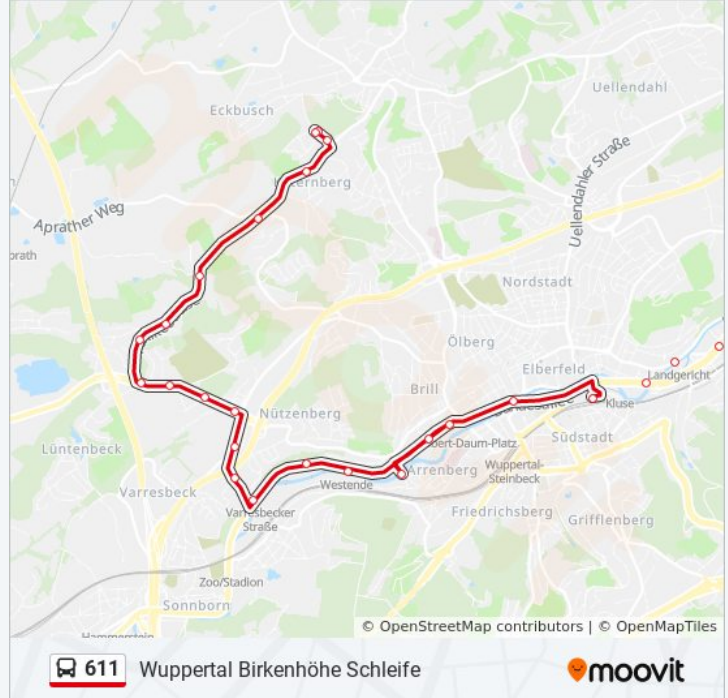 Uellendahl
Eckbusch
Uellendahler Straße
Aprather Weg
Nordstadt
Ölberg
Elberfeld
Landgericht
Brill
Kluse
Nützenberg
Südstadt
Lüntenbeck
Arrenberg
Wuppertal-
Steinbeck
Varresbeck
Westende
Varresbecker
Straße
Friedrichsberg
Grifflenberg
Zoo/Stadion
Sonnborn
© OpenStreetMap contributors | © OpenMapTiles
611 Wuppertal Birkenhöhe Schleife
moovit